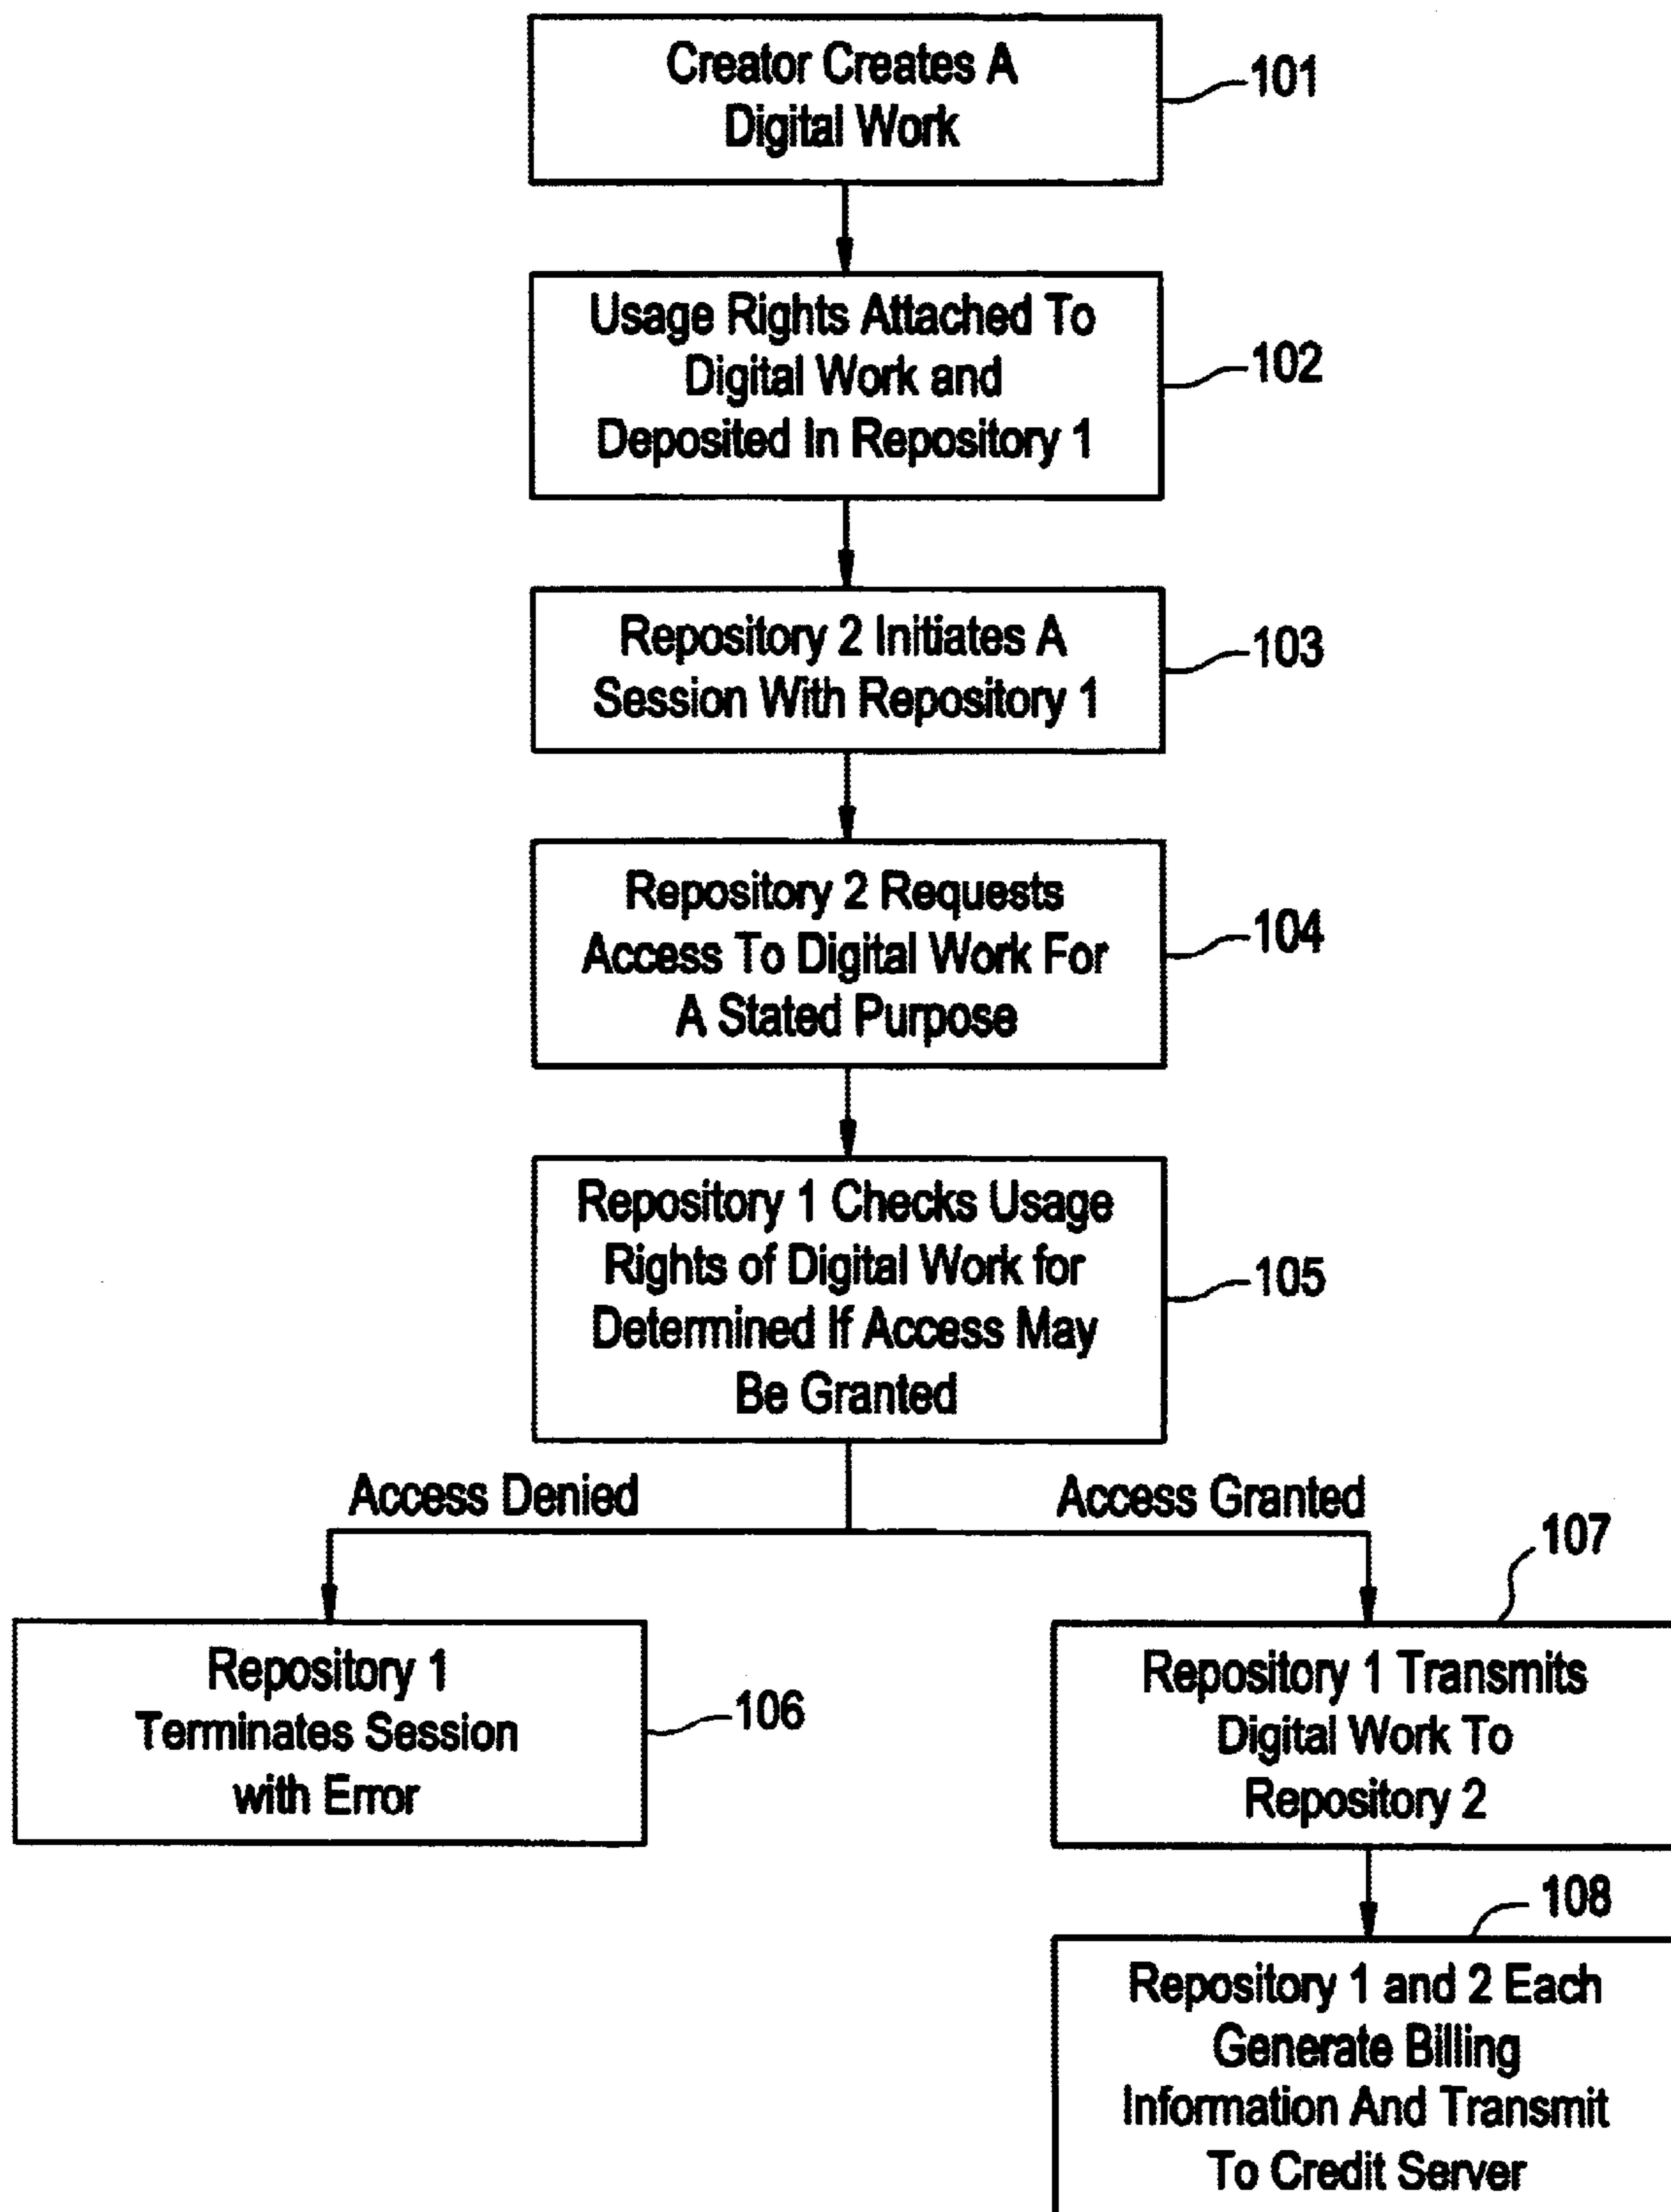 Creator Creates A
Digital Work
101
Usage Rights Attached To
Digital Work and
Deposited In Repository 1
102
Repository 2 Initiates A
Session With Repository 1
103
Repository 2 Requests
Access To Digital Work For
A Stated Purpose
104
Repository 1 Checks Usage
Rights of Digital Work for
Determined If Access May
Be Granted
105
Access Denied
Access Granted
Repository 1
Terminates Session
with Error
106
107
Repository 1 Transmits
Digital Work To
Repository 2
108
Repository 1 and 2 Each
Generate Billing
Information And Transmit
To Credit Server